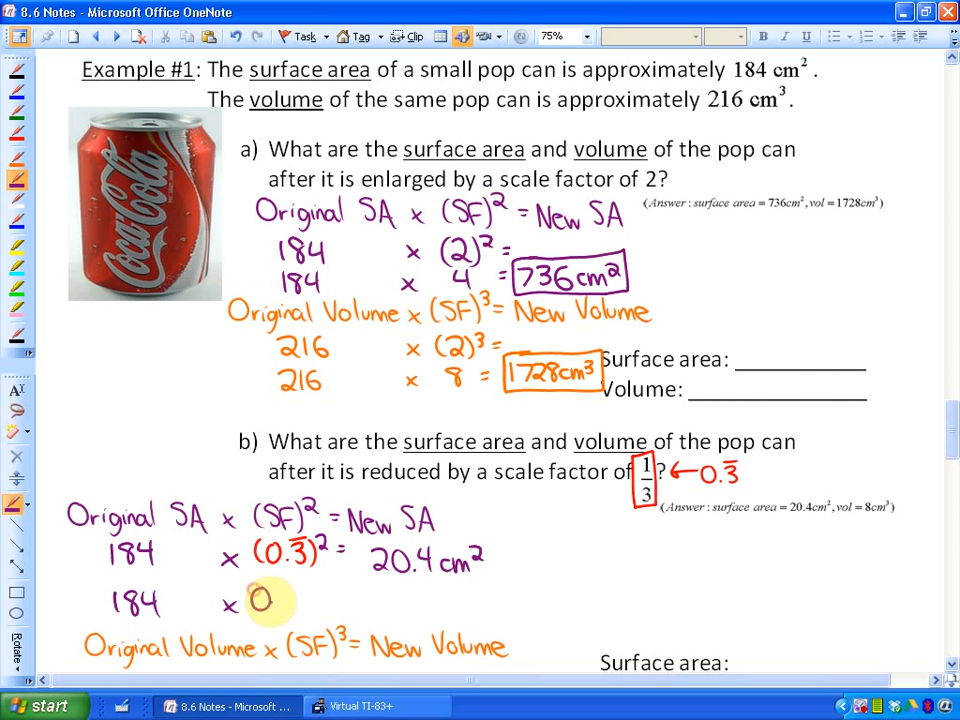 8.6 Notes - Microsoft Office OneNote
Task Tag Clip 75% B I U
Example #1: The surface area of a small pop can is approximately 184 cm².
The volume of the same pop can is approximately 216 cm³.
Coca-Cola
a) What are the surface area and volume of the pop can
after it is enlarged by a scale factor of 2?
(Answer : surface area = 736cm², vol = 1728cm³)
Original SA x (SF)² = New SA
184 x (2)² =
184 x 4 = 736cm²
Original Volume x (SF)³ = New Volume
216 x (2)³ =
216 x 8 = 1728cm³
Surface area: ____________
Volume: ________________
b) What are the surface area and volume of the pop can
after it is reduced by a scale factor of 1/3? ← 0.3̅
(Answer : surface area = 20.4cm², vol = 8cm³)
Original SA x (SF)² = New SA
184 x (0.3̅)² = 20.4 cm²
184 x 0.
Original Volume x (SF)³ = New Volume
Surface area:
Rotate
start 8.6 Notes - Microsoft ... Virtual TI-83+